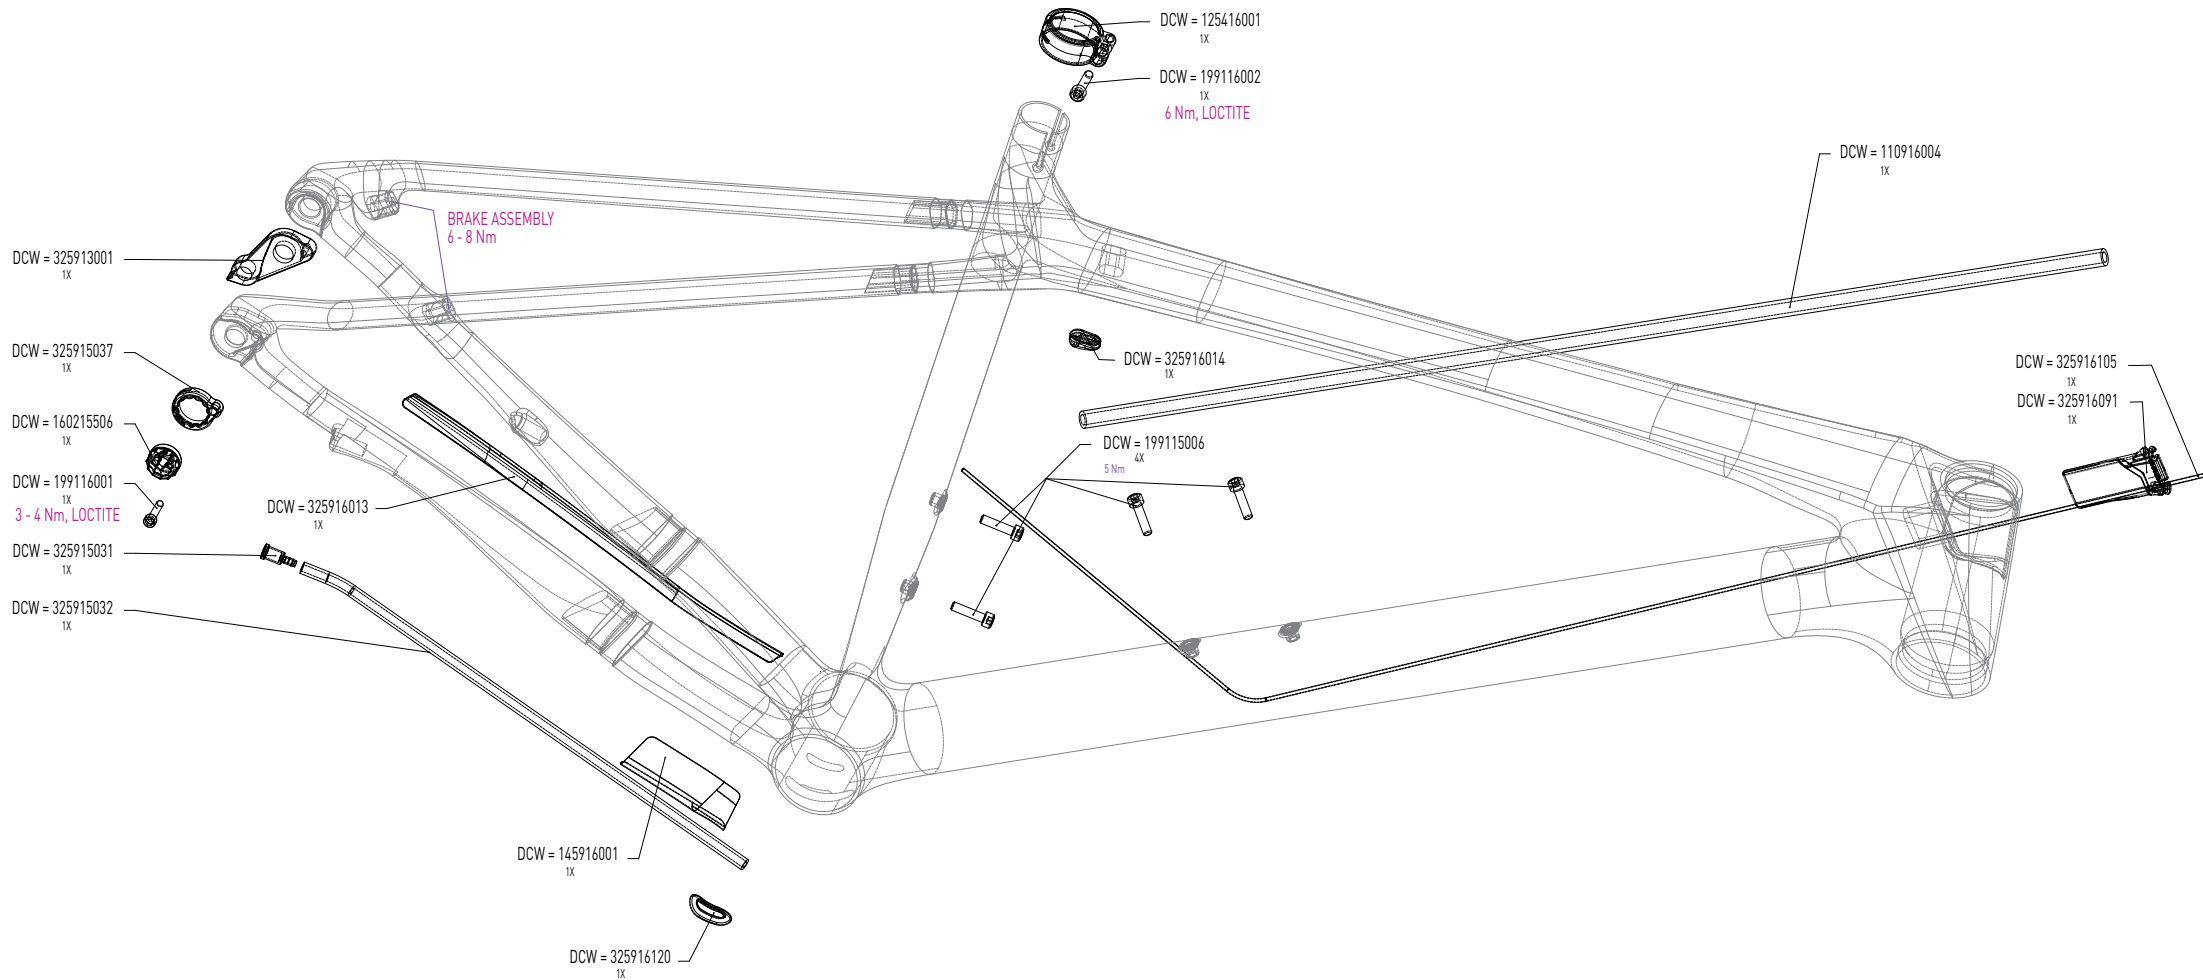 DCW = 125416001
1X
DCW = 199116002
1X
6 Nm, LOCTITE
DCW = 110916004
1X
BRAKE ASSEMBLY
6 - 8 Nm
DCW = 325913001
1X
DCW = 325915037
1X
DCW = 160215506
1X
DCW = 199116001
1X
3 - 4 Nm, LOCTITE
DCW = 325915031
1X
DCW = 325915032
1X
DCW = 325916013
1X
DCW = 325916014
1X
DCW = 199115006
4X
5 Nm
DCW = 325916105
1X
DCW = 325916091
1X
DCW = 145916001
1X
DCW = 325916120
1X